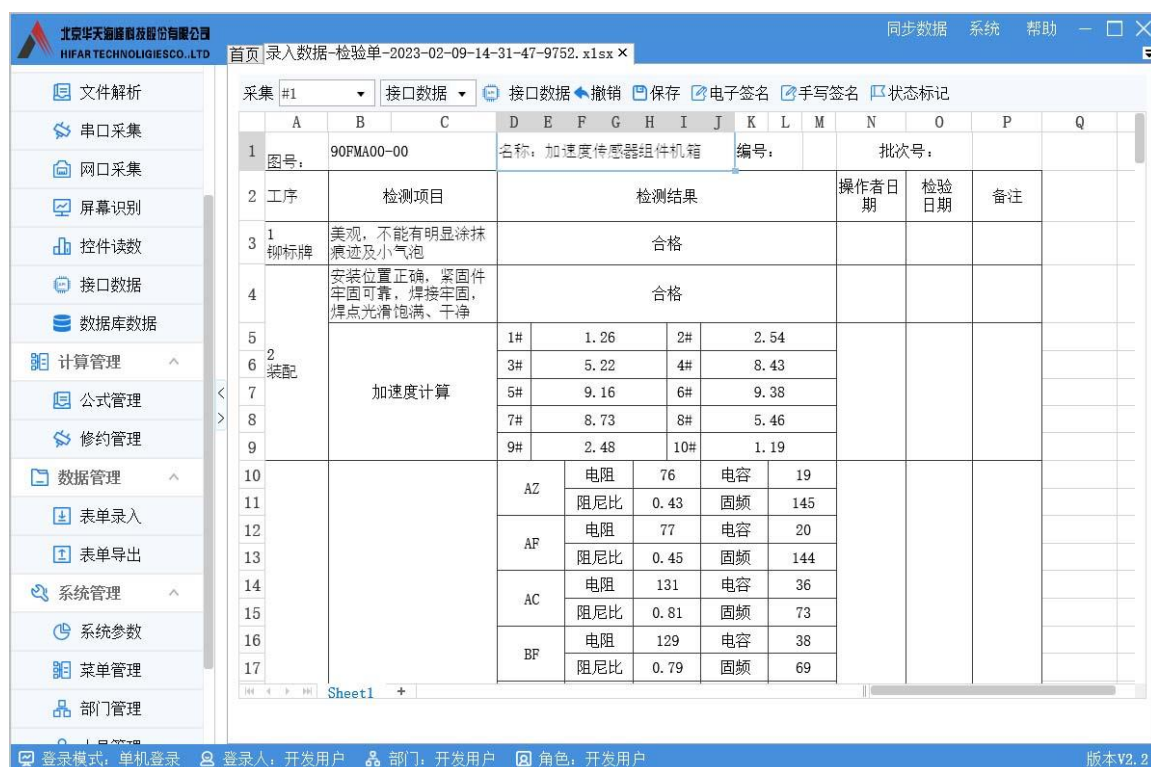 北京华天海峰科技股份有限公司
HIFAR TECHNOLIGIESCO..LTD
同步数据 系统 帮助
首页 录入数据-检验单-2023-02-09-14-31-47-9752.xlsx ×
采集 #1 接口数据 接口数据 撤销 保存 电子签名 手写签名 状态标记
文件解析
串口采集
网口采集
屏幕识别
控件读数
接口数据
数据库数据
计算管理
公式管理
修约管理
数据管理
表单录入
表单导出
系统管理
系统参数
菜单管理
部门管理
A B C D E F G H I J K L M N O P Q
1 图号: 90FMA00-00 名称: 加速度传感器组件机箱 编号: 批次号:
2 工序 检测项目 检测结果 操作者日期 检验日期 备注
3 1 铆标牌 美观, 不能有明显涂抹痕迹及小气泡 合格
4 安装位置正确, 紧固件牢固可靠, 焊接牢固, 焊点光滑饱满、干净 合格
2 装配 加速度计算
5 1# 1.26 2# 2.54
6 3# 5.22 4# 8.43
7 5# 9.16 6# 9.38
8 7# 8.73 8# 5.46
9 9# 2.48 10# 1.19
10 AZ 电阻 76 电容 19
11 阻尼比 0.43 固频 145
12 AF 电阻 77 电容 20
13 阻尼比 0.45 固频 144
14 AC 电阻 131 电容 36
15 阻尼比 0.81 固频 73
16 BF 电阻 129 电容 38
17 阻尼比 0.79 固频 69
Sheet1 +
登录模式: 单机登录 登录人: 开发用户 部门: 开发用户 角色: 开发用户 版本V2.2